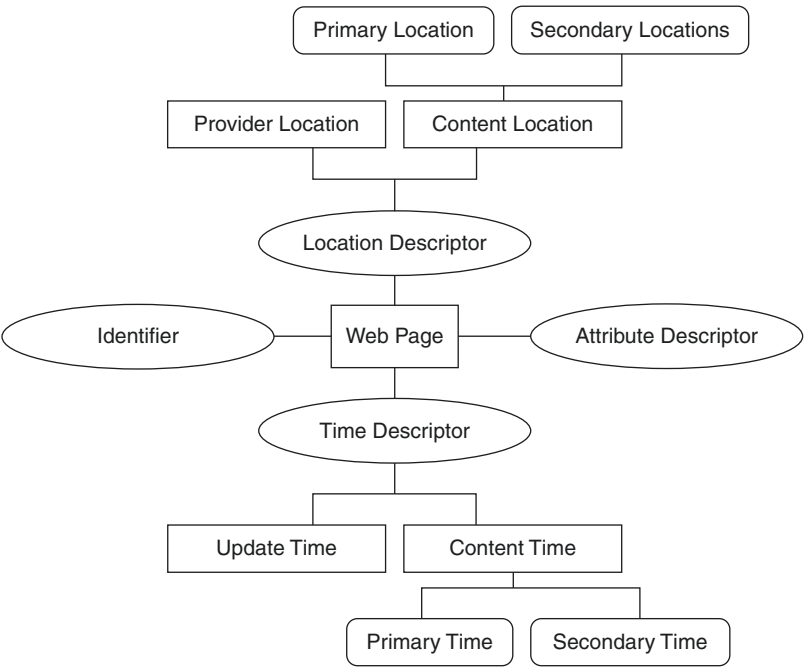 Primary Location
Secondary Locations
Provider Location
Content Location
Location Descriptor
Identifier
Web Page
Attribute Descriptor
Time Descriptor
Update Time
Content Time
Primary Time
Secondary Time